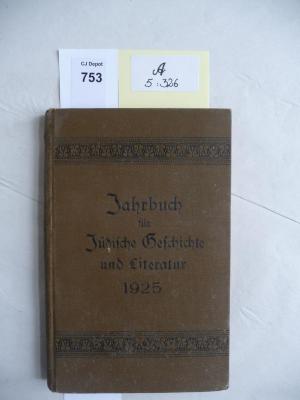 CJ Depot
753
A
5:326
Jahrbuch
für
Jüdische Geschichte
und Literatur
1925